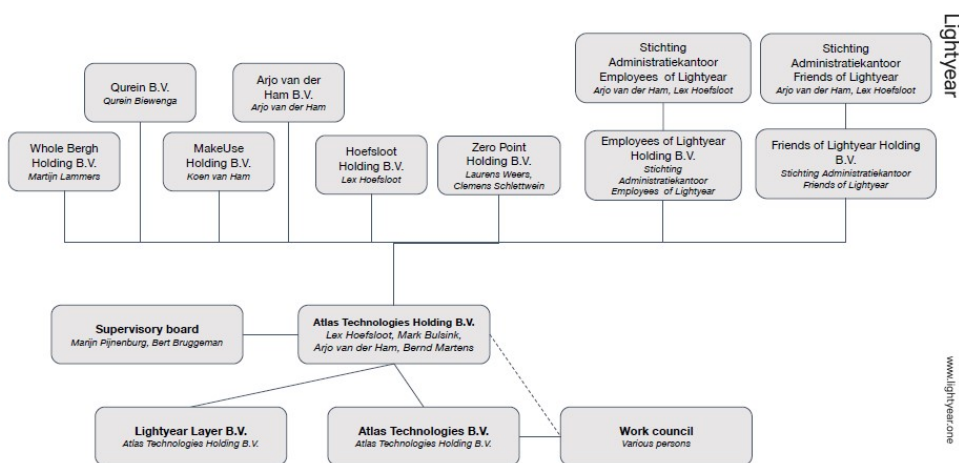 Lightyear
Stichting
Administratiekantoor
Employees of Lightyear
Arjo van der Ham, Lex Hoefsloot
Stichting
Administratiekantoor
Friends of Lightyear
Arjo van der Ham, Lex Hoefsloot
Qurein B.V.
Qurein Biewenga
Arjo van der
Ham B.V.
Arjo van der Ham
Whole Bergh
Holding B.V.
Martijn Lammers
MakeUse
Holding B.V.
Koen van Ham
Hoefsloot
Holding B.V.
Lex Hoefsloot
Zero Point
Holding B.V.
Laurens Weers,
Clemens Schlettwein
Employees of Lightyear
Holding B.V.
Stichting
Administratiekantoor
Employees of Lightyear
Friends of Lightyear Holding
B.V.
Stichting Administratiekantoor
Friends of Lightyear
Supervisory board
Marijn Pijnenburg, Bert Bruggeman
Atlas Technologies Holding B.V.
Lex Hoefsloot, Mark Bulsink,
Arjo van der Ham, Bernd Martens
Lightyear Layer B.V.
Atlas Technologies Holding B.V.
Atlas Technologies B.V.
Atlas Technologies Holding B.V.
Work council
Various persons
www.lightyear.one